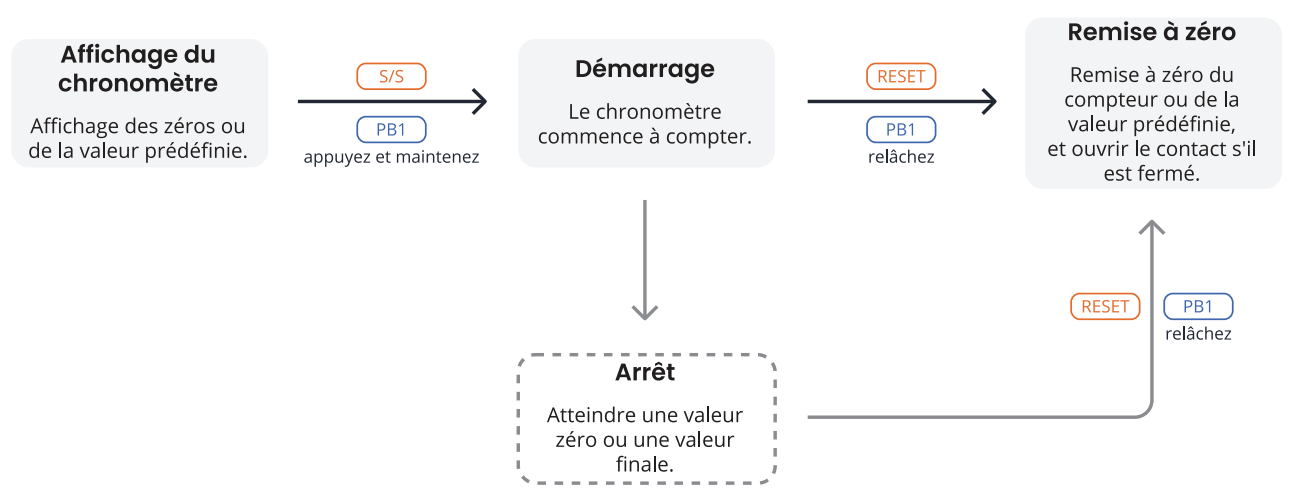 Affichage du
chronomètre
Affichage des zéros ou
de la valeur prédéfinie.
S/S
PB1
appuyez et maintenez
Démarrage
Le chronomètre
commence à compter.
RESET
PB1
relâchez
Remise à zéro
Remise à zéro du
compteur ou de la
valeur prédéfinie,
et ouvrir le contact s'il
est fermé.
RESET
PB1
relâchez
Arrêt
Atteindre une valeur
zéro ou une valeur
finale.